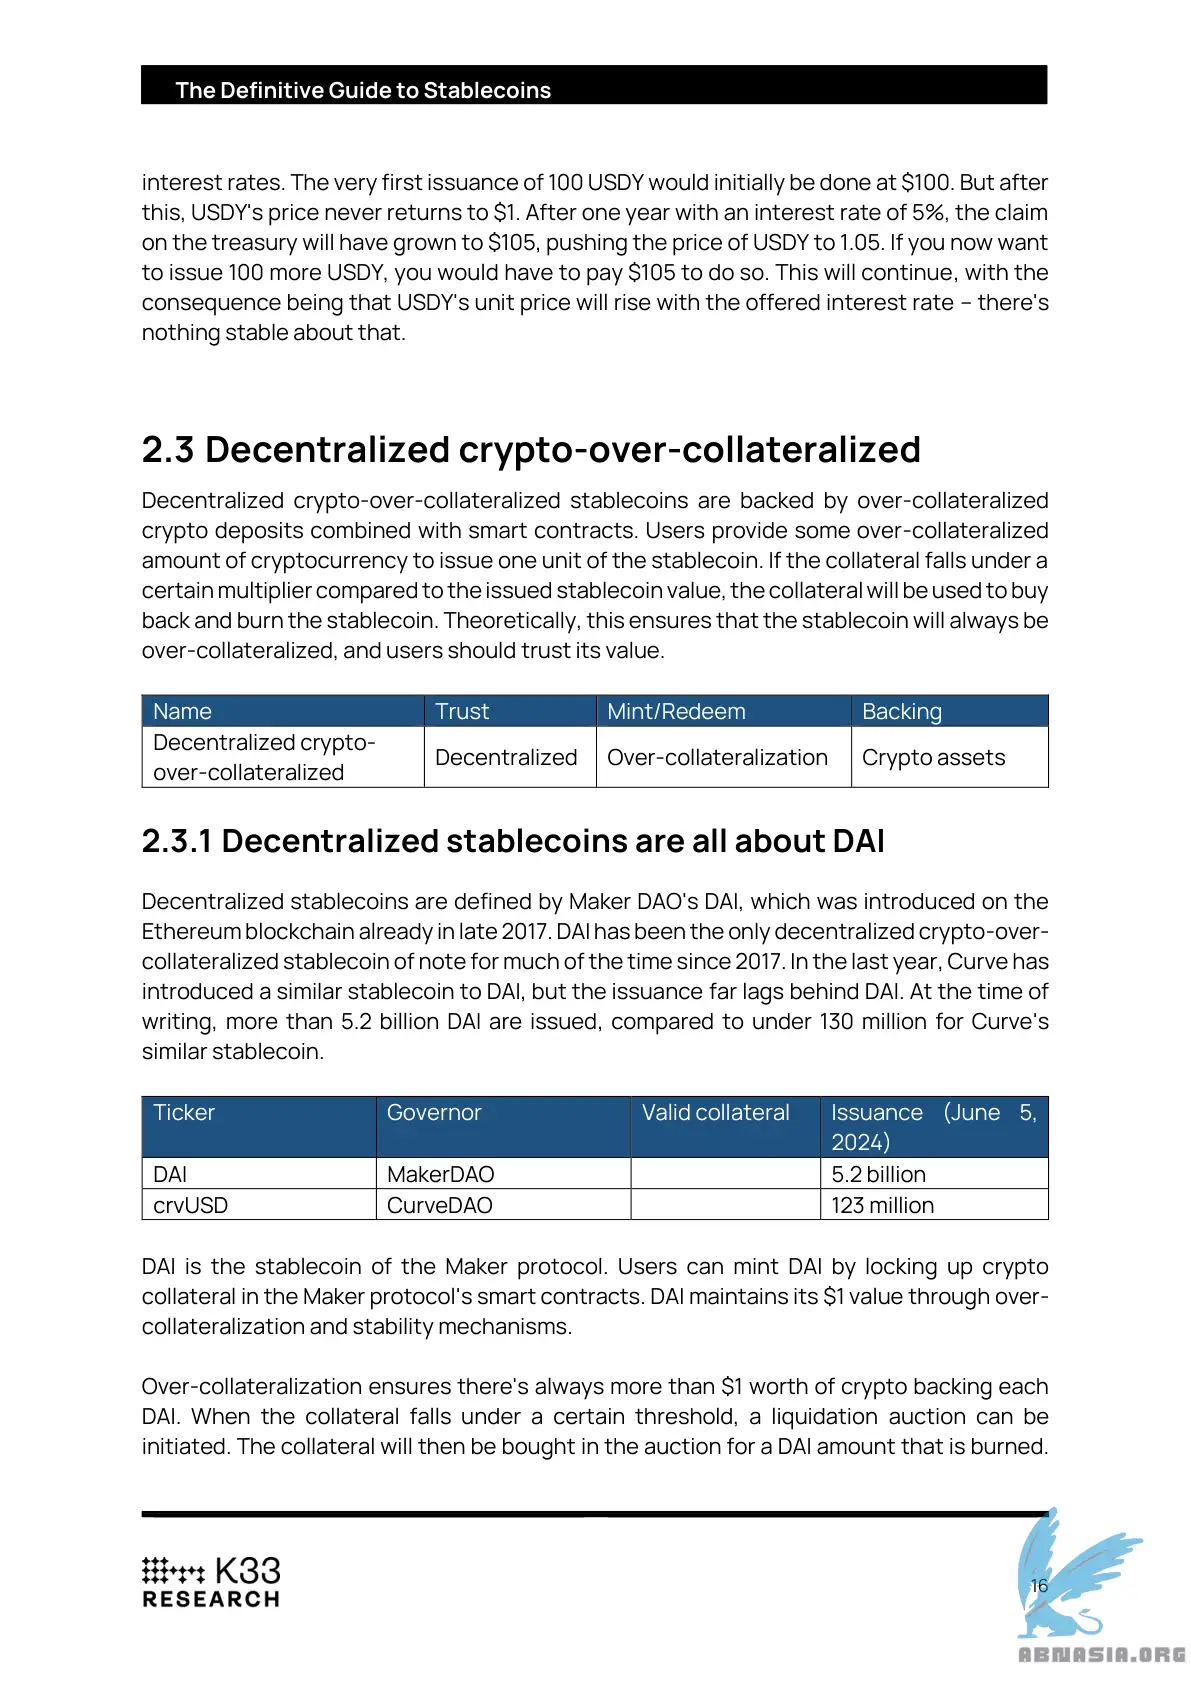 The Definitive Guide to Stablecoins
interest rates. The very first issuance of 100 USDY would initially be done at $100. But after
this, USDY's price never returns to $1. After one year with an interest rate of 5%, the claim
on the treasury will have grown to $105, pushing the price of USDY to 1.05. If you now want
to issue 100 more USDY, you would have to pay $105 to do so. This will continue, with the
consequence being that USDY's unit price will rise with the offered interest rate – there's
nothing stable about that.
2.3 Decentralized crypto-over-collateralized
Decentralized crypto-over-collateralized stablecoins are backed by over-collateralized
crypto deposits combined with smart contracts. Users provide some over-collateralized
amount of cryptocurrency to issue one unit of the stablecoin. If the collateral falls under a
certain multiplier compared to the issued stablecoin value, the collateral will be used to buy
back and burn the stablecoin. Theoretically, this ensures that the stablecoin will always be
over-collateralized, and users should trust its value.
Name Trust Mint/Redeem Backing
Decentralized crypto-
over-collateralized Decentralized Over-collateralization Crypto assets
2.3.1 Decentralized stablecoins are all about DAI
Decentralized stablecoins are defined by Maker DAO's DAI, which was introduced on the
Ethereum blockchain already in late 2017. DAI has been the only decentralized crypto-over-
collateralized stablecoin of note for much of the time since 2017. In the last year, Curve has
introduced a similar stablecoin to DAI, but the issuance far lags behind DAI. At the time of
writing, more than 5.2 billion DAI are issued, compared to under 130 million for Curve's
similar stablecoin.
Ticker Governor Valid collateral Issuance (June 5,
2024)
DAI MakerDAO 5.2 billion
crvUSD CurveDAO 123 million
DAI is the stablecoin of the Maker protocol. Users can mint DAI by locking up crypto
collateral in the Maker protocol's smart contracts. DAI maintains its $1 value through over-
collateralization and stability mechanisms.
Over-collateralization ensures there's always more than $1 worth of crypto backing each
DAI. When the collateral falls under a certain threshold, a liquidation auction can be
initiated. The collateral will then be bought in the auction for a DAI amount that is burned.
K33
RESEARCH
16
ABNASIA.ORG